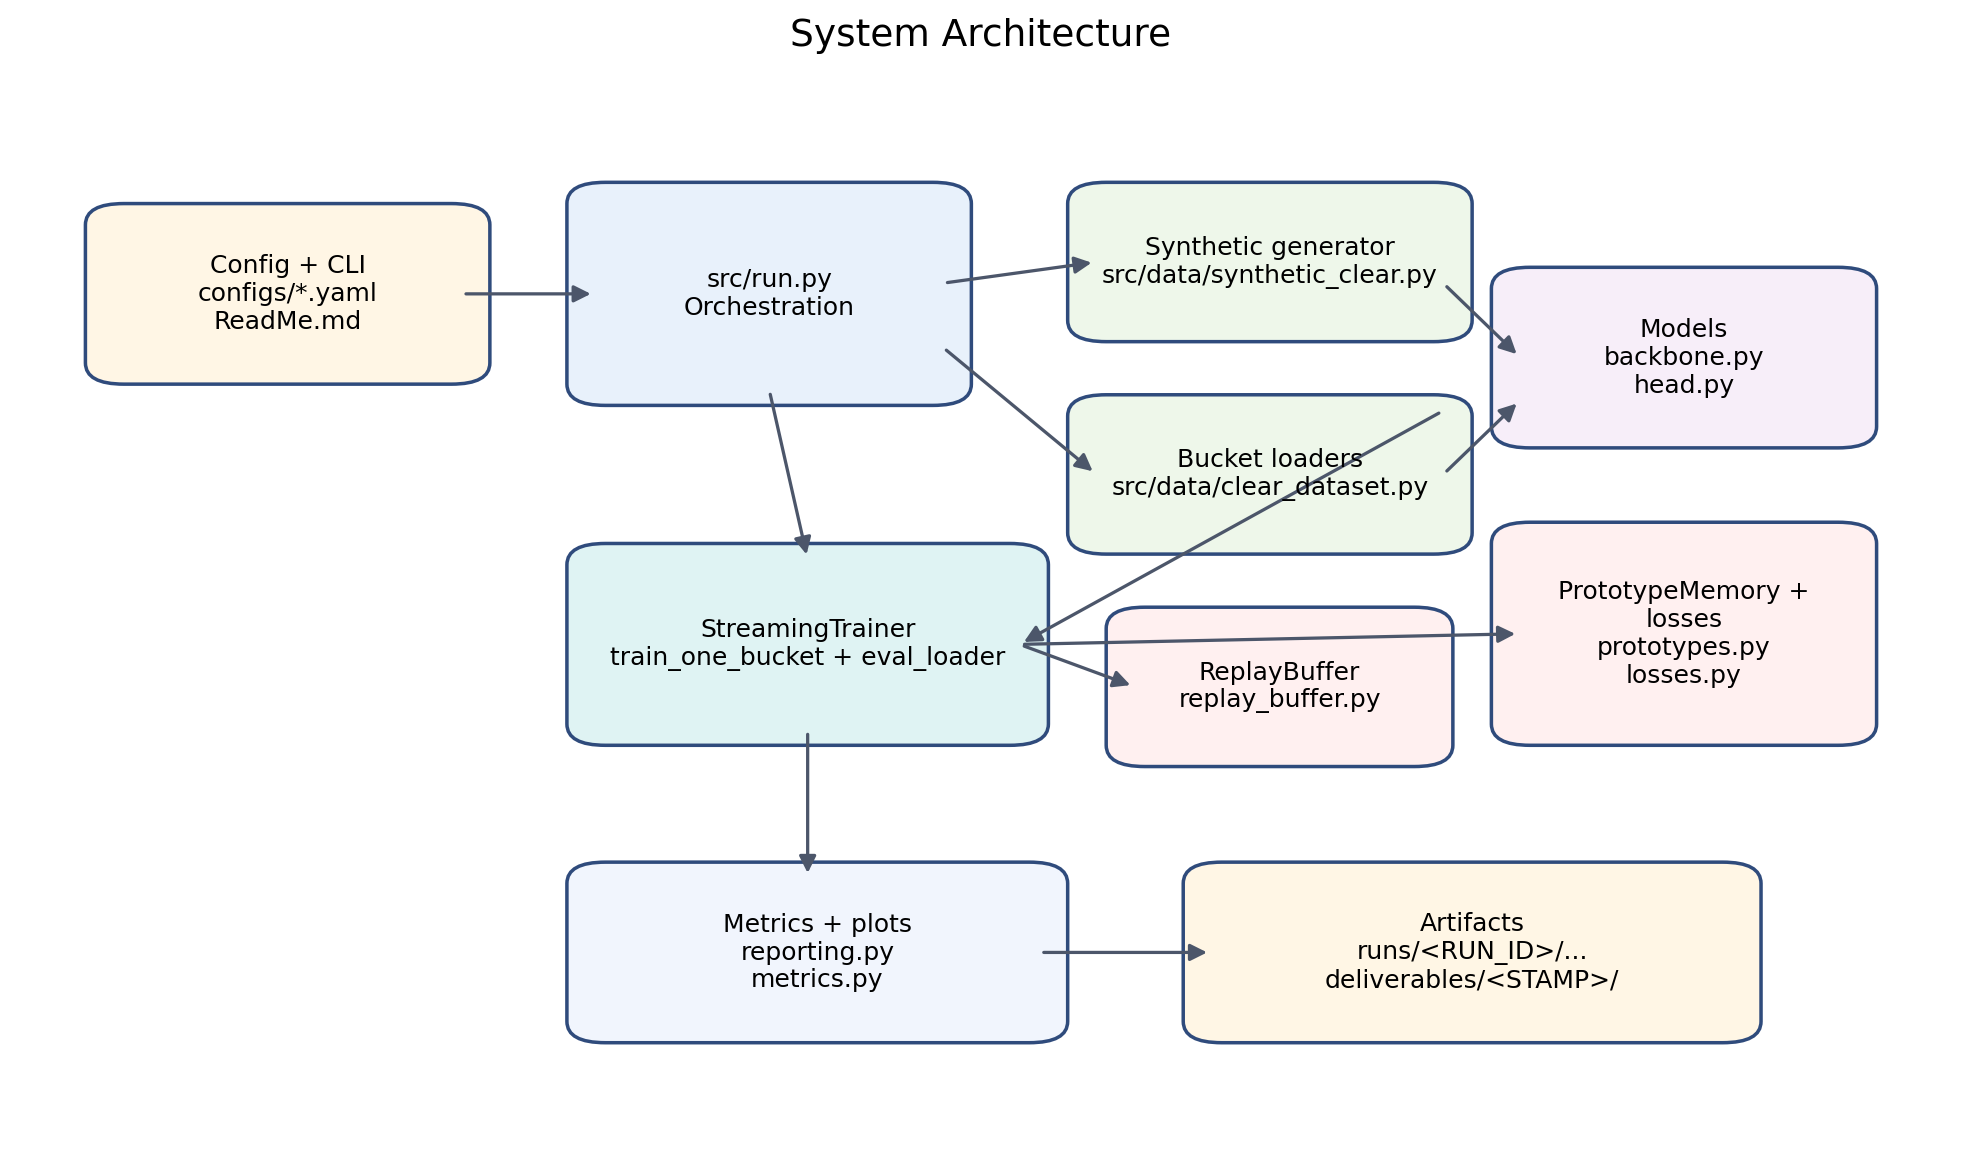 System Architecture
Config + CLI
configs/*.yaml
ReadMe.md
src/run.py
Orchestration
Synthetic generator
src/data/synthetic_clear.py
Models
backbone.py
head.py
Bucket loaders
src/data/clear_dataset.py
StreamingTrainer
train_one_bucket + eval_loader
ReplayBuffer
replay_buffer.py
PrototypeMemory +
losses
prototypes.py
losses.py
Metrics + plots
reporting.py
metrics.py
Artifacts
runs/<RUN_ID>/...
deliverables/<STAMP>/